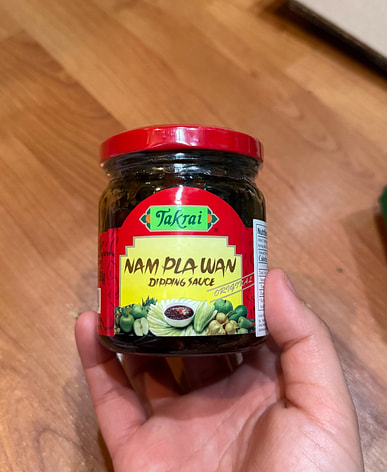 Takrai
NAM PLA WAN
DIPPING SAUCE
ORIGINAL